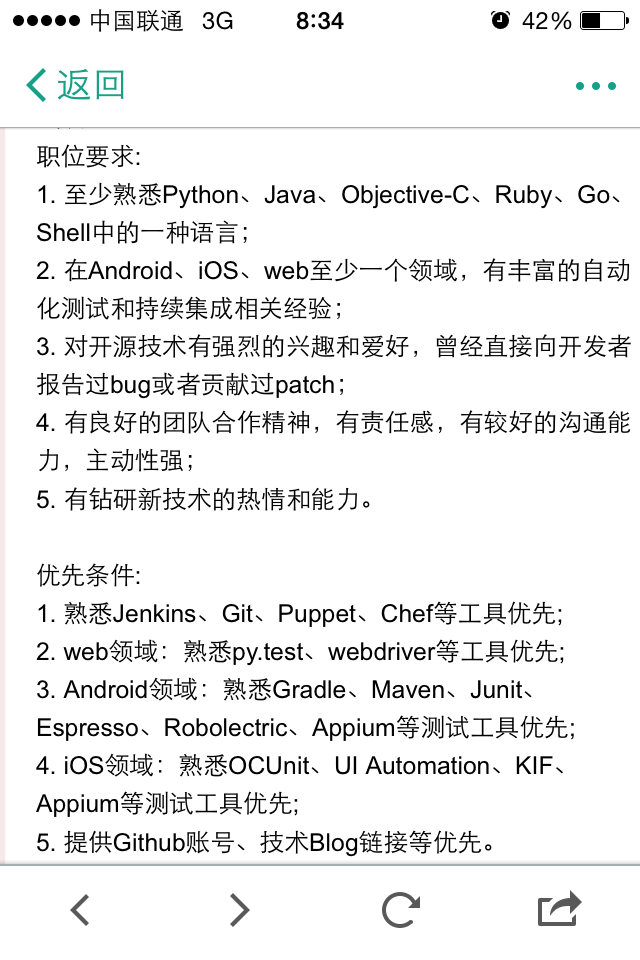 中国联通 3G 8:34 42%
返回
职位要求:
1. 至少熟悉Python、Java、Objective-C、Ruby、Go、
Shell中的一种语言；
2. 在Android、iOS、web至少一个领域，有丰富的自动
化测试和持续集成相关经验；
3. 对开源技术有强烈的兴趣和爱好，曾经直接向开发者
报告过bug或者贡献过patch；
4. 有良好的团队合作精神，有责任感，有较好的沟通能
力，主动性强；
5. 有钻研新技术的热情和能力。
优先条件:
1. 熟悉Jenkins、Git、Puppet、Chef等工具优先;
2. web领域：熟悉py.test、webdriver等工具优先;
3. Android领域：熟悉Gradle、Maven、Junit、
Espresso、Robolectric、Appium等测试工具优先;
4. iOS领域：熟悉OCUnit、UI Automation、KIF、
Appium等测试工具优先;
5. 提供Github账号、技术Blog链接等优先。